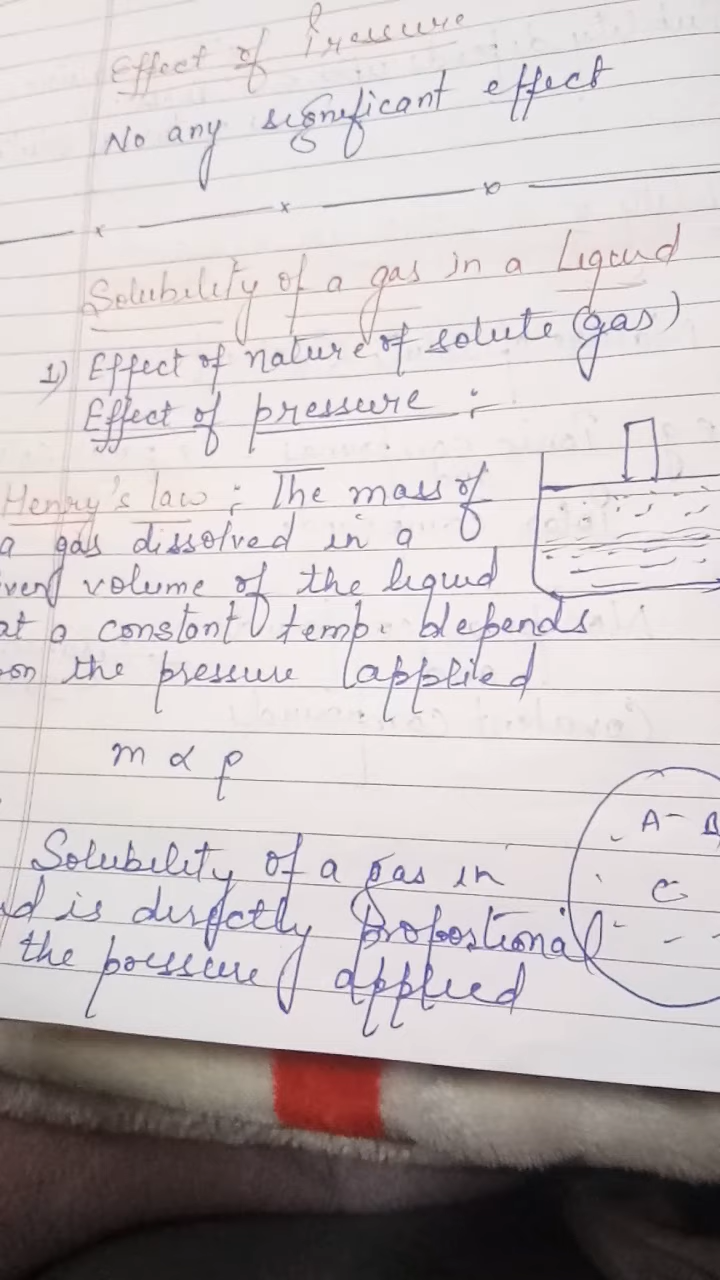 Effect of Pressure
No any significant effect
Solubility of a gas in a Liquid
1) Effect of nature of solute (gas)
Effect of pressure :
Henry's law : The mass of
a gas dissolved in a
ven volume of the liquid
at a constant temp. depends
on the pressure applied
m ∝ p
Solubility of a gas in
d is directly proportional
the pressure applied
A- B
C